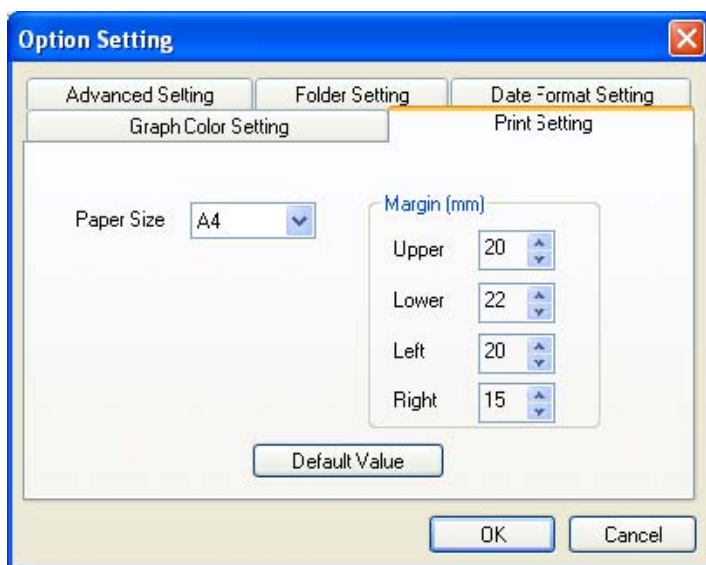 Option Setting
Advanced Setting Folder Setting Date Format Setting
Graph Color Setting Print Setting
Paper Size A4
Margin (mm)
Upper 20
Lower 22
Left 20
Right 15
Default Value
OK Cancel